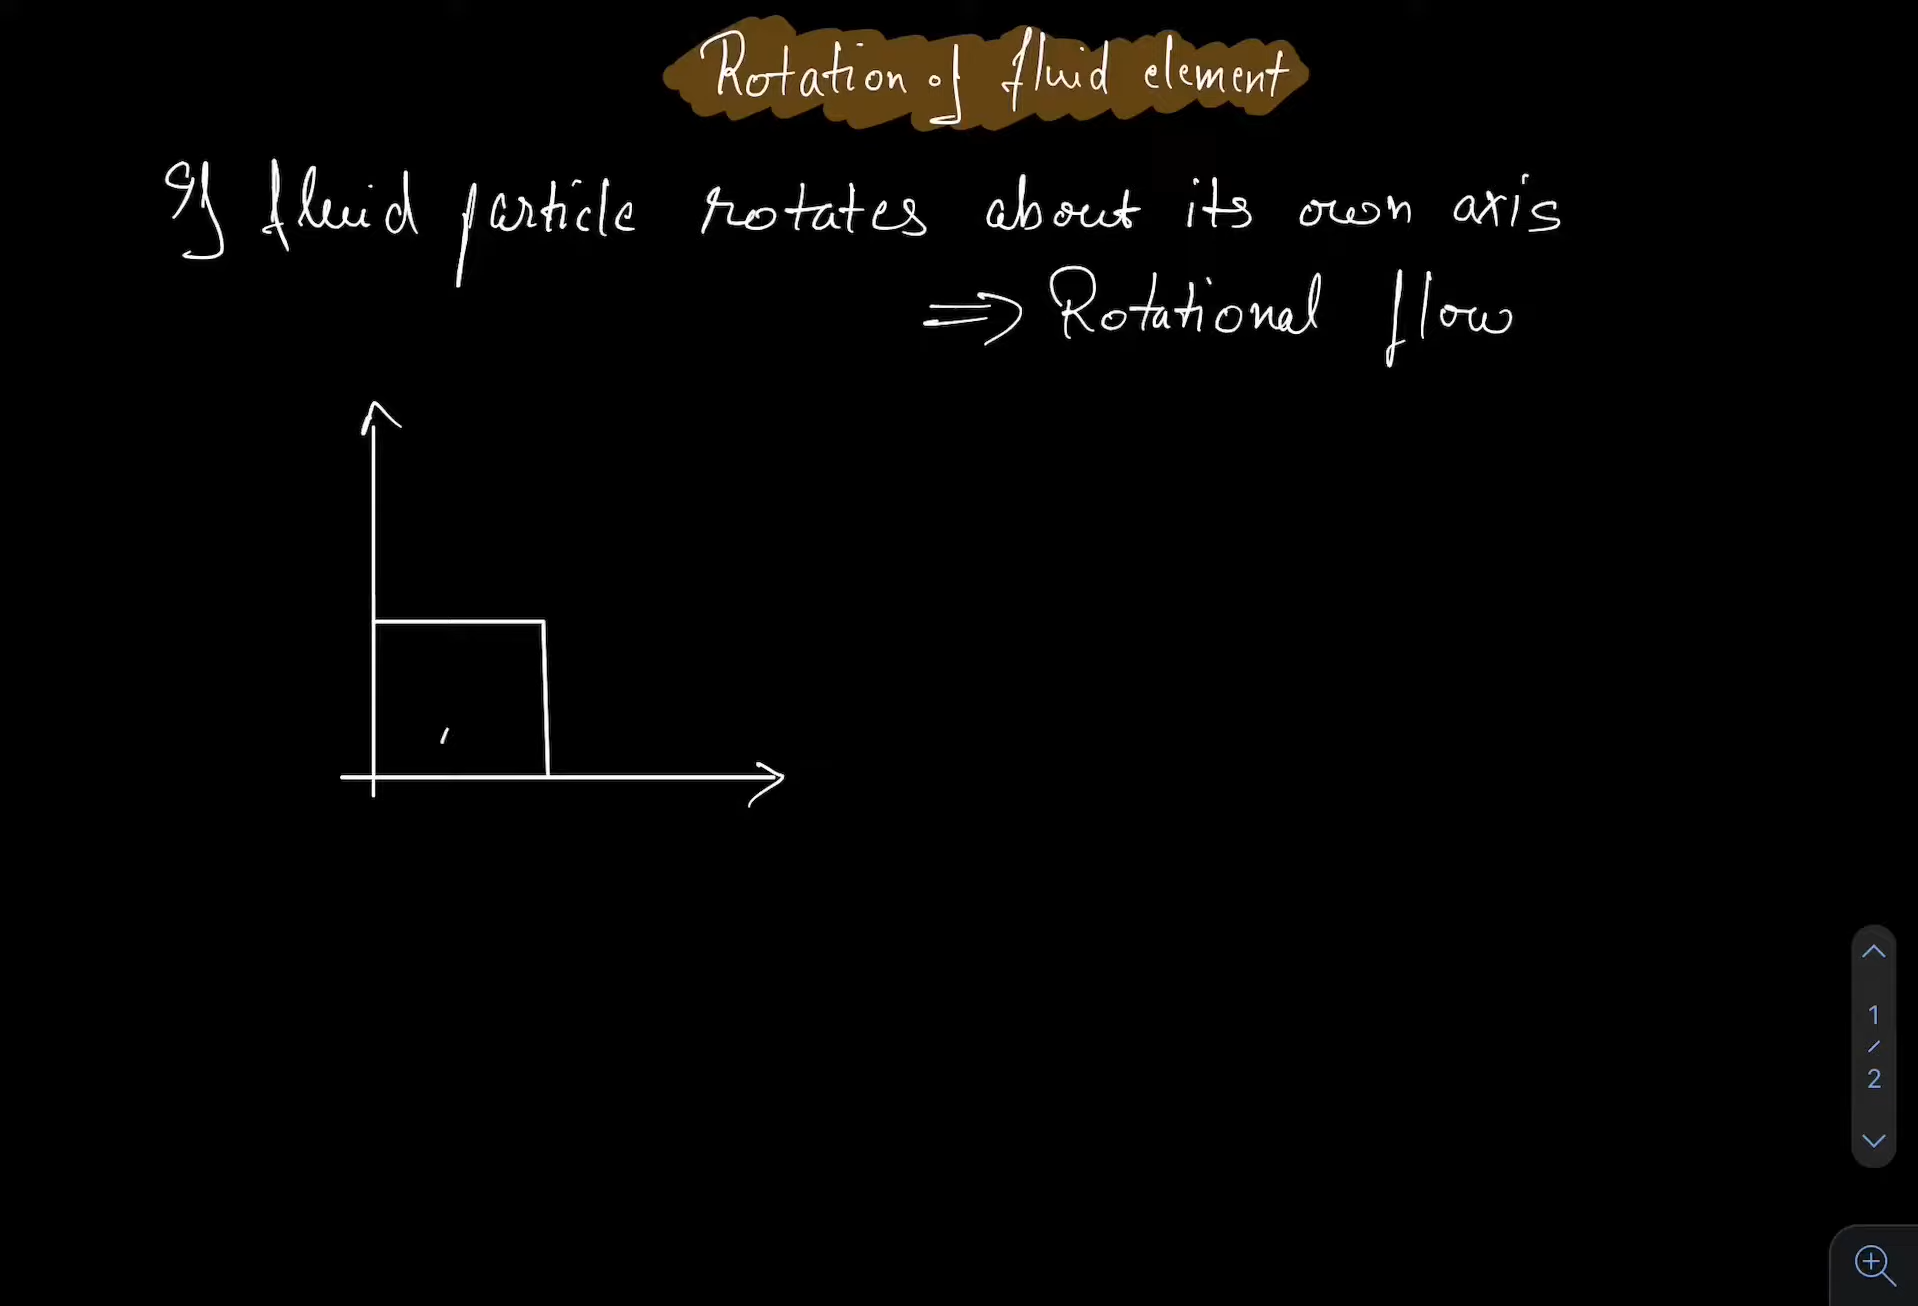 Rotation of fluid element
If fluid particle rotates about its own axis
⇒ Rotational flow
1
/
2